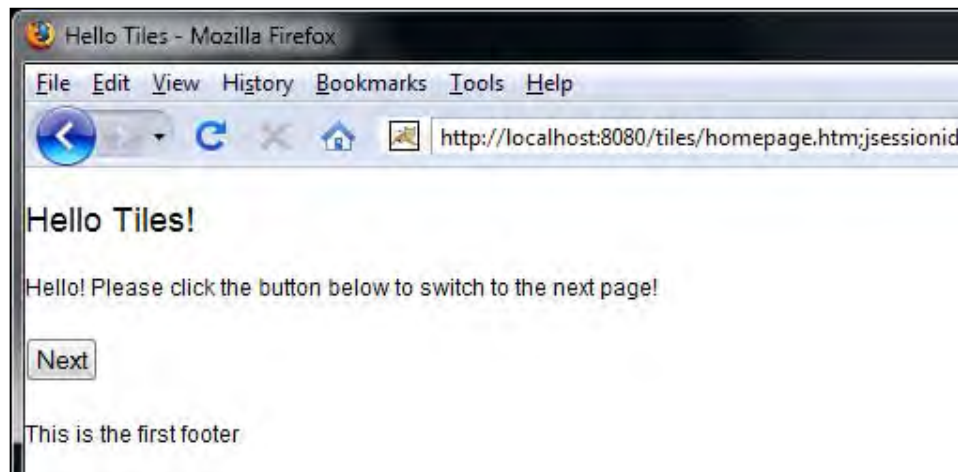 Hello Tiles - Mozilla Firefox
File Edit View History Bookmarks Tools Help
http://localhost:8080/tiles/homepage.htm;jsessionid
Hello Tiles!
Hello! Please click the button below to switch to the next page!
Next
This is the first footer